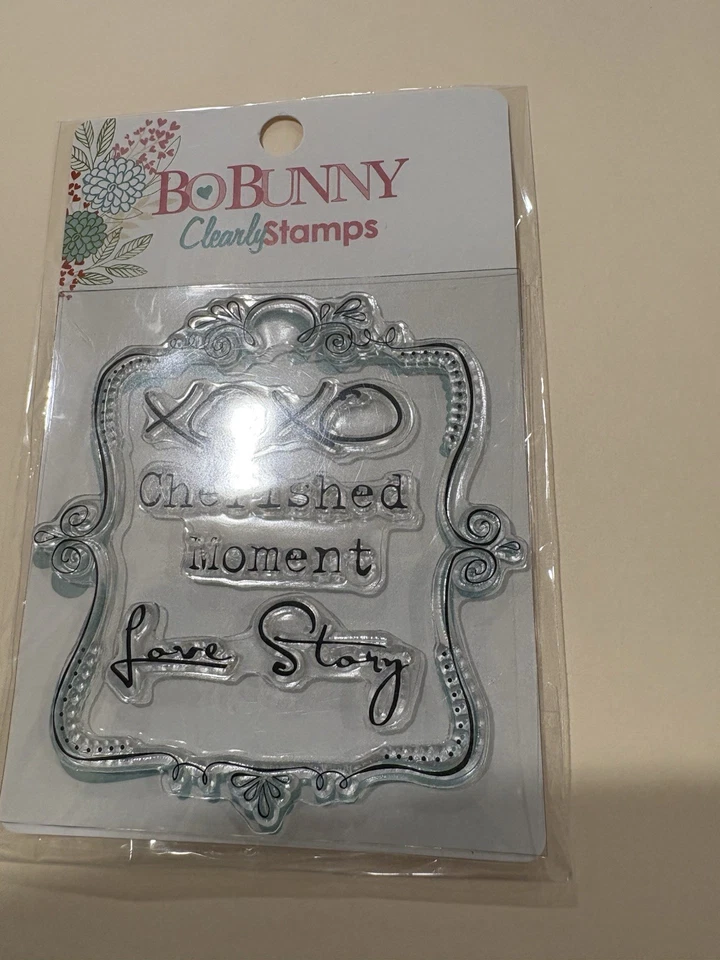 BoBunny
ClearlyStamps
XOXO
Cherished
Moment
Love Story